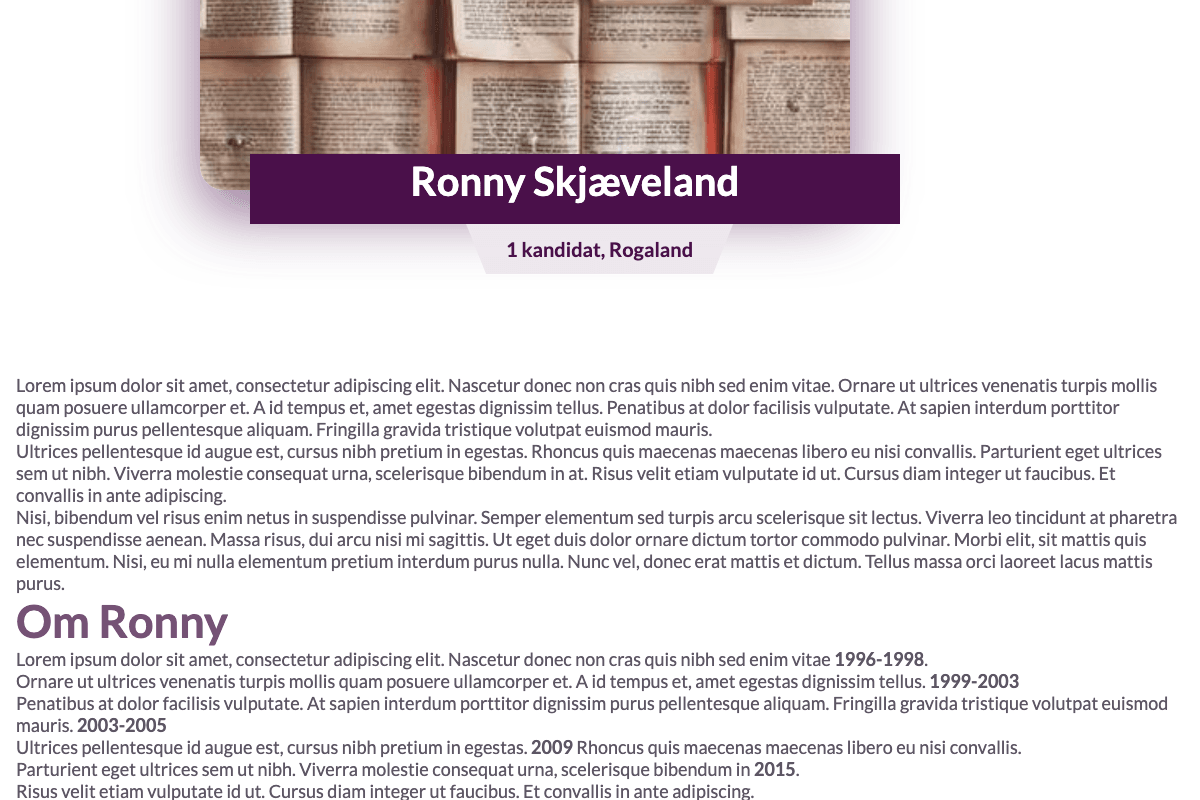 Ronny Skjæveland
1 kandidat, Rogaland
Lorem ipsum dolor sit amet, consectetur adipiscing elit. Nascetur donec non cras quis nibh sed enim vitae. Ornare ut ultrices venenatis turpis mollis
quam posuere ullamcorper et. A id tempus et, amet egestas dignissim tellus. Penatibus at dolor facilisis vulputate. At sapien interdum porttitor
dignissim purus pellentesque aliquam. Fringilla gravida tristique volutpat euismod mauris.
Ultrices pellentesque id augue est, cursus nibh pretium in egestas. Rhoncus quis maecenas maecenas libero eu nisi convallis. Parturient eget ultrices
sem ut nibh. Viverra molestie consequat urna, scelerisque bibendum in at. Risus velit etiam vulputate id ut. Cursus diam integer ut faucibus. Et
convallis in ante adipiscing.
Nisi, bibendum vel risus enim netus in suspendisse pulvinar. Semper elementum sed turpis arcu scelerisque sit lectus. Viverra leo tincidunt at pharetra
nec suspendisse aenean. Massa risus, dui arcu nisi mi sagittis. Ut eget duis dolor ornare dictum tortor commodo pulvinar. Morbi elit, sit mattis quis
elementum. Nisi, eu mi nulla elementum pretium interdum purus nulla. Nunc vel, donec erat mattis et dictum. Tellus massa orci laoreet lacus mattis
purus.
Om Ronny
Lorem ipsum dolor sit amet, consectetur adipiscing elit. Nascetur donec non cras quis nibh sed enim vitae 1996-1998.
Ornare ut ultrices venenatis turpis mollis quam posuere ullamcorper et. A id tempus et, amet egestas dignissim tellus. 1999-2003
Penatibus at dolor facilisis vulputate. At sapien interdum porttitor dignissim purus pellentesque aliquam. Fringilla gravida tristique volutpat euismod
mauris. 2003-2005
Ultrices pellentesque id augue est, cursus nibh pretium in egestas. 2009 Rhoncus quis maecenas maecenas libero eu nisi convallis.
Parturient eget ultrices sem ut nibh. Viverra molestie consequat urna, scelerisque bibendum in 2015.
Risus velit etiam vulputate id ut. Cursus diam integer ut faucibus. Et convallis in ante adipiscing.